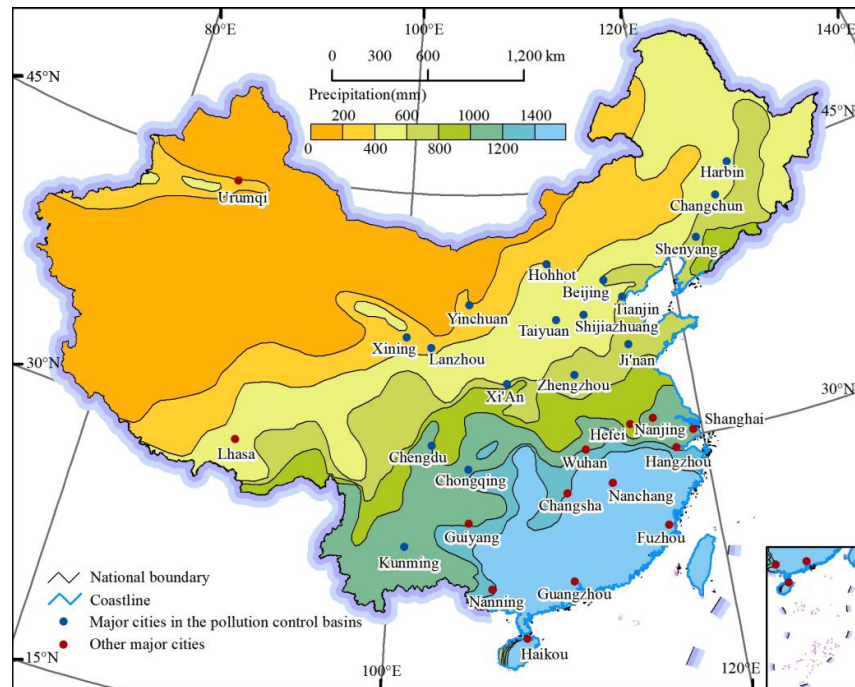 80°E
100°E
120°E
140°E
0 300 600 1,200 km
45°N
Precipitation(mm)
200 600 1000 1400
400 800 1200
45°N
Harbin
Urumqi
Changchun
Shenyang
Hohhot
Beijing
Tianjin
Yinchuan
Taiyuan
Shijiazhuang
Xining
Lanzhou
Ji'nan
30°N
Zhengzhou
Xi'An
30°N
Shanghai
Hefei
Nanjing
Lhasa
Chengdu
Wuhan
Hangzhou
Chongqing
Changsha
Nanchang
Guiyang
Fuzhou
Kunming
National boundary
Nanning
Guangzhou
Coastline
Major cities in the pollution control basins
Other major cities
Haikou
15°N
100°E
120°E